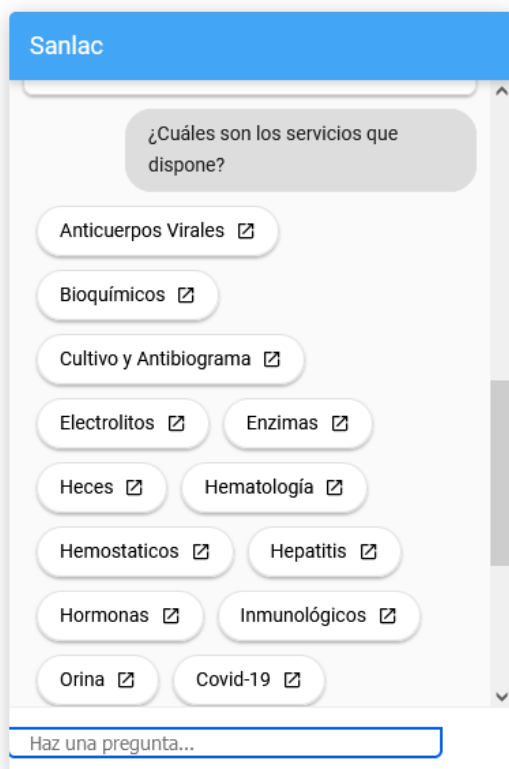 Sanlac
¿Cuáles son los servicios que
dispone?
Anticuerpos Virales
Bioquímicos
Cultivo y Antibiograma
Electrolitos Enzimas
Heces Hematología
Hemostaticos Hepatitis
Hormonas Inmunológicos
Orina Covid-19
Haz una pregunta...